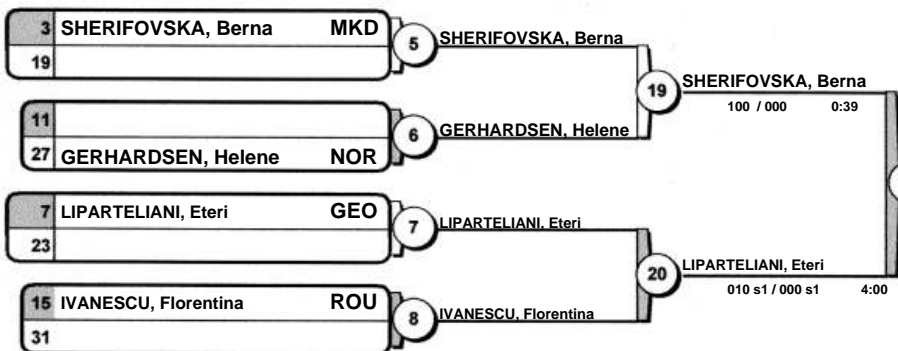 3 SHERIFOVSKA, Berna MKD
19
5
SHERIFOVSKA, Berna
11
27 GERHARDSEN, Helene NOR
6
GERHARDSEN, Helene
19
SHERIFOVSKA, Berna
100 / 000 0:39
7 LIPARTELIANI, Eteri GEO
23
7
LIPARTELIANI, Eteri
15 IVANESCU, Florentina ROU
31
8
IVANESCU, Florentina
20
LIPARTELIANI, Eteri
010 s1 / 000 s1 4:00